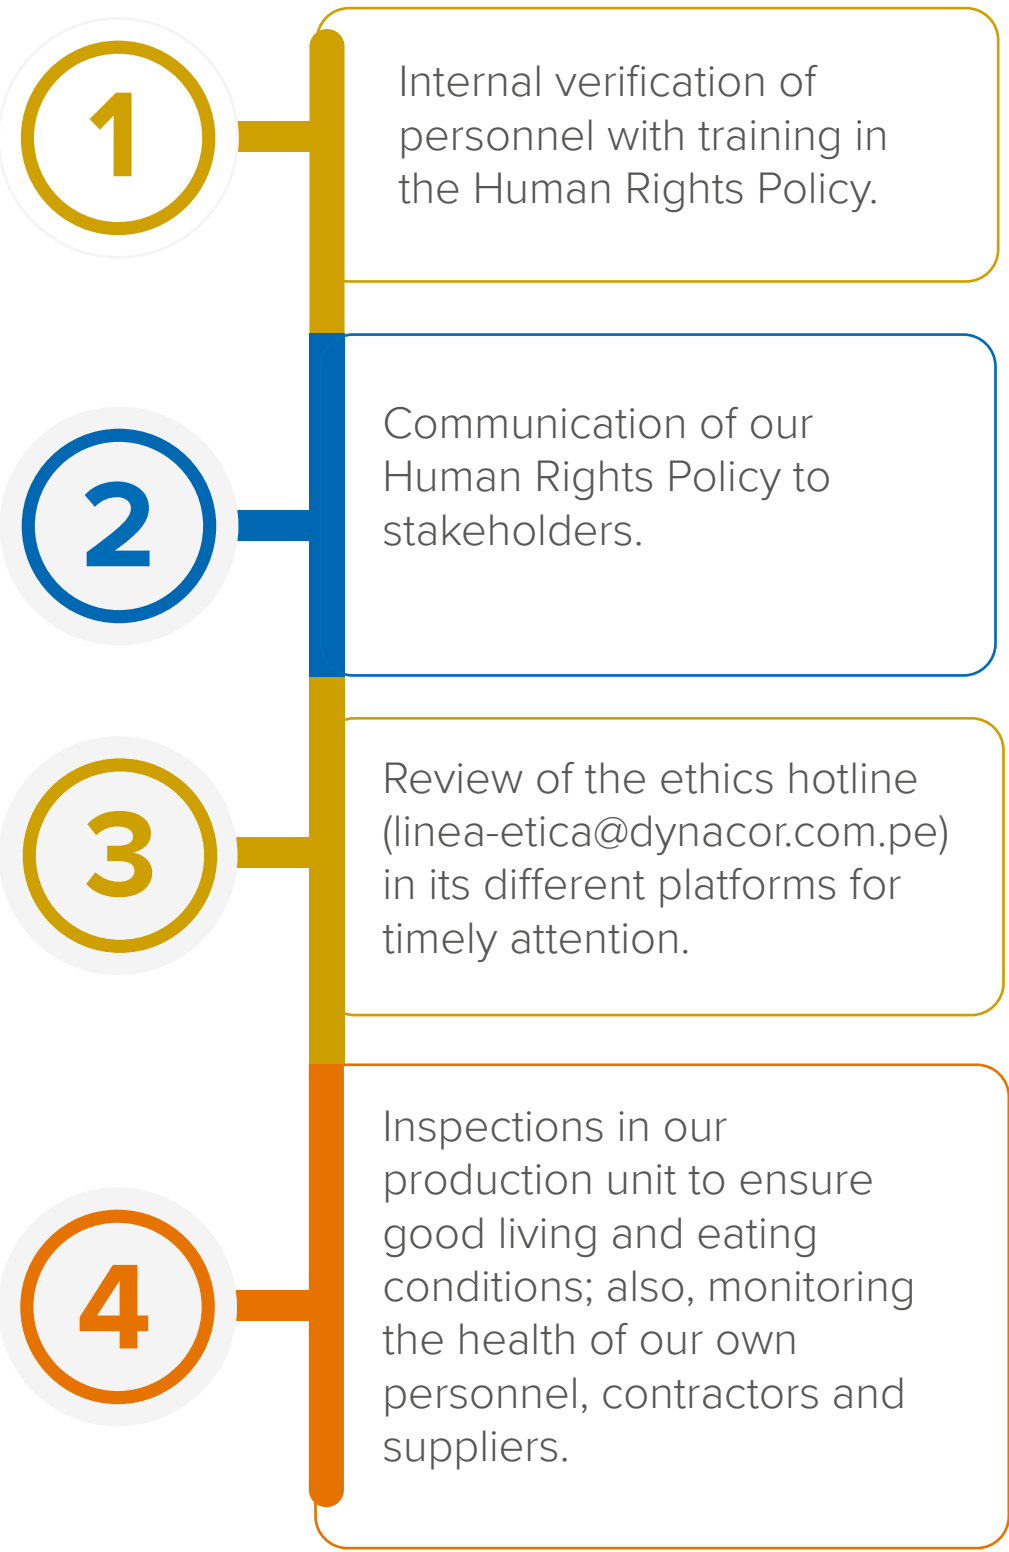 1
Internal verification of
personnel with training in
the Human Rights Policy.
2
Communication of our
Human Rights Policy to
stakeholders.
3
Review of the ethics hotline
(linea-etica@dynacor.com.pe)
in its different platforms for
timely attention.
4
Inspections in our
production unit to ensure
good living and eating
conditions; also, monitoring
the health of our own
personnel, contractors and
suppliers.